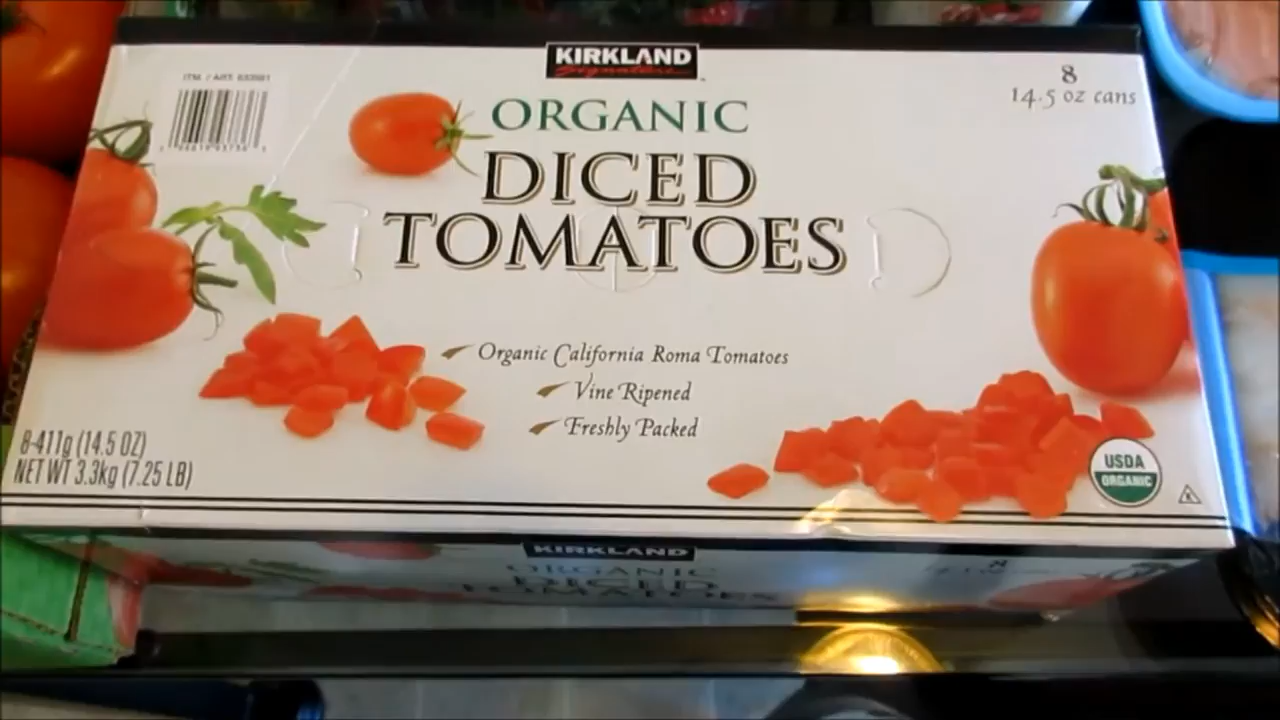 KIRKLAND
Signature
ORGANIC
DICED
TOMATOES
8
14.5 oz cans
Organic California Roma Tomatoes
Vine Ripened
Freshly Packed
8-411g (14.5 OZ)
NET WT 3.3kg (7.25 LB)
USDA
ORGANIC
K
KIRKLAND
ORGANIC
DICED
TOMATOES
8